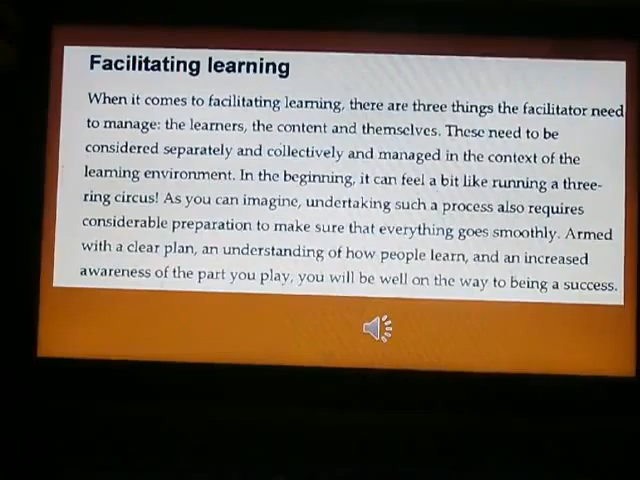 Facilitating learning
When it comes to facilitating learning, there are three things the facilitator need
to manage: the learners, the content and themselves. These need to be
considered separately and collectively and managed in the context of the
learning environment. In the beginning, it can feel a bit like running a three-
ring circus! As you can imagine, undertaking such a process also requires
considerable preparation to make sure that everything goes smoothly. Armed
with a clear plan, an understanding of how people learn, and an increased
awareness of the part you play, you will be well on the way to being a success.